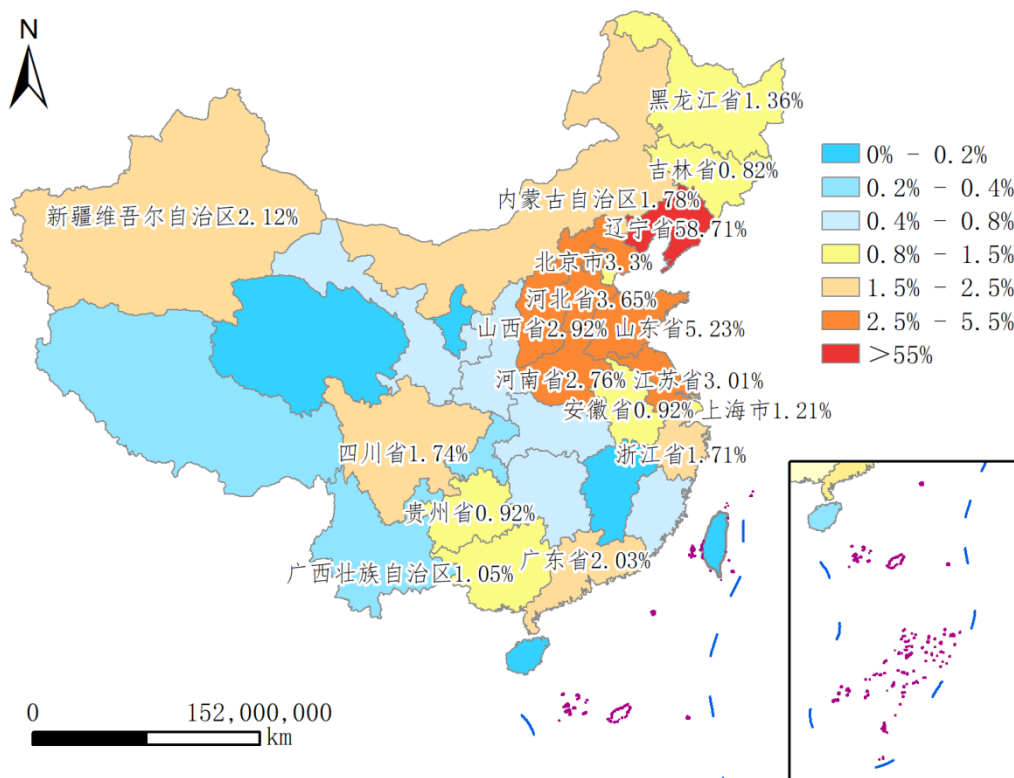 N
黑龙江省1.36%
吉林省0.82%
内蒙古自治区1.78%
新疆维吾尔自治区2.12%
辽宁省58.71%
北京市3.3%
河北省3.65%
山西省2.92%
山东省5.23%
河南省2.76%
江苏省3.01%
安徽省0.92%
上海市1.21%
四川省1.74%
浙江省1.71%
贵州省0.92%
广东省2.03%
广西壮族自治区1.05%
0% - 0.2%
0.2% - 0.4%
0.4% - 0.8%
0.8% - 1.5%
1.5% - 2.5%
2.5% - 5.5%
＞55%
0 152,000,000
km